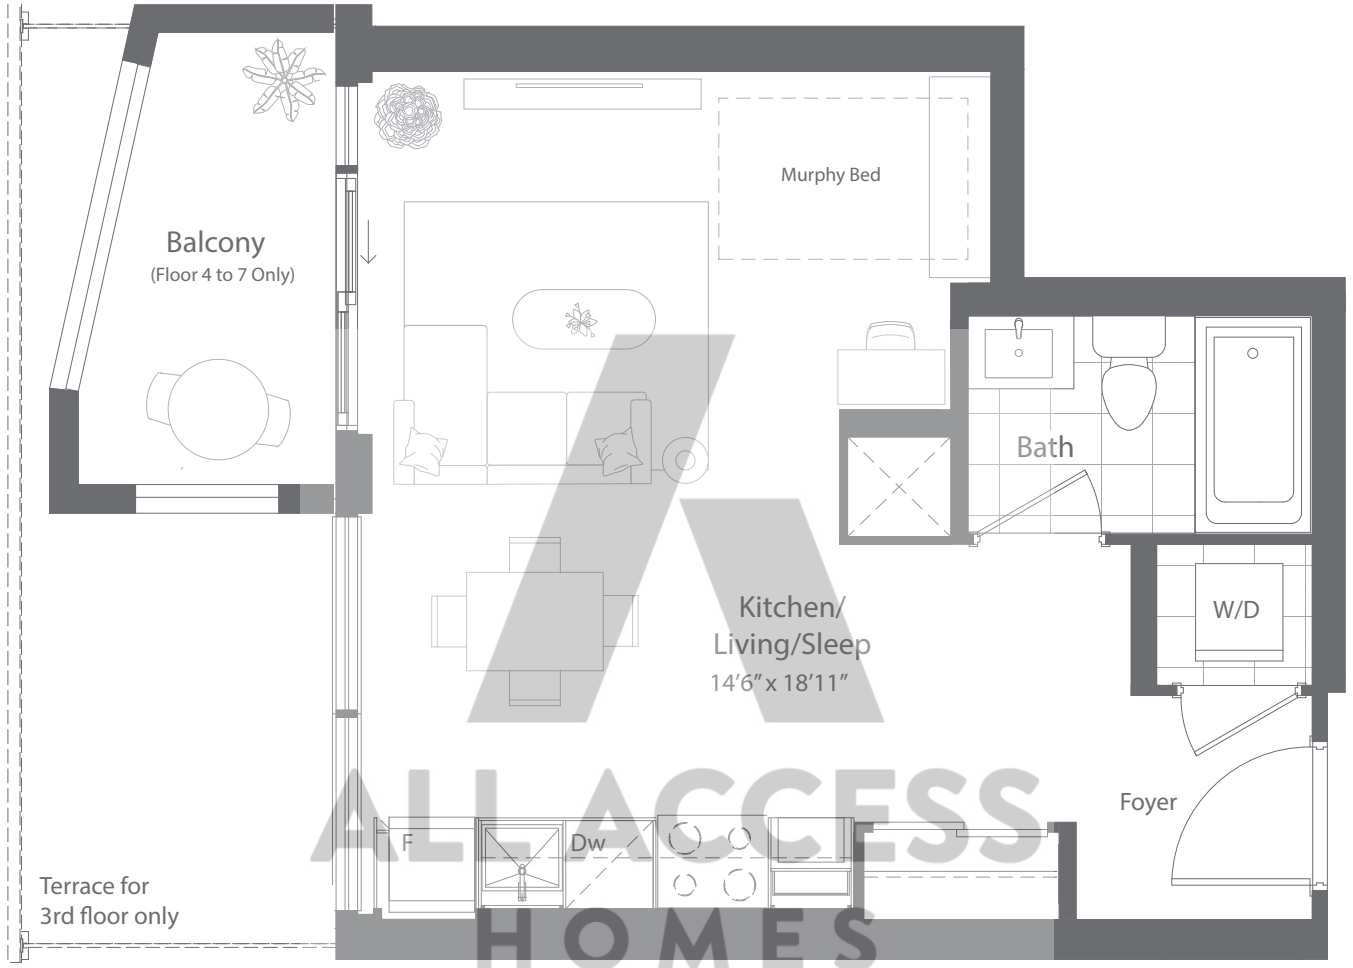 Murphy Bed
Balcony
(Floor 4 to 7 Only)
Bath
Kitchen/
Living/Sleep
14'6" x 18'11"
W/D
Foyer
F
Dw
ALL ACCESS
HOMES
Terrace for
3rd floor only